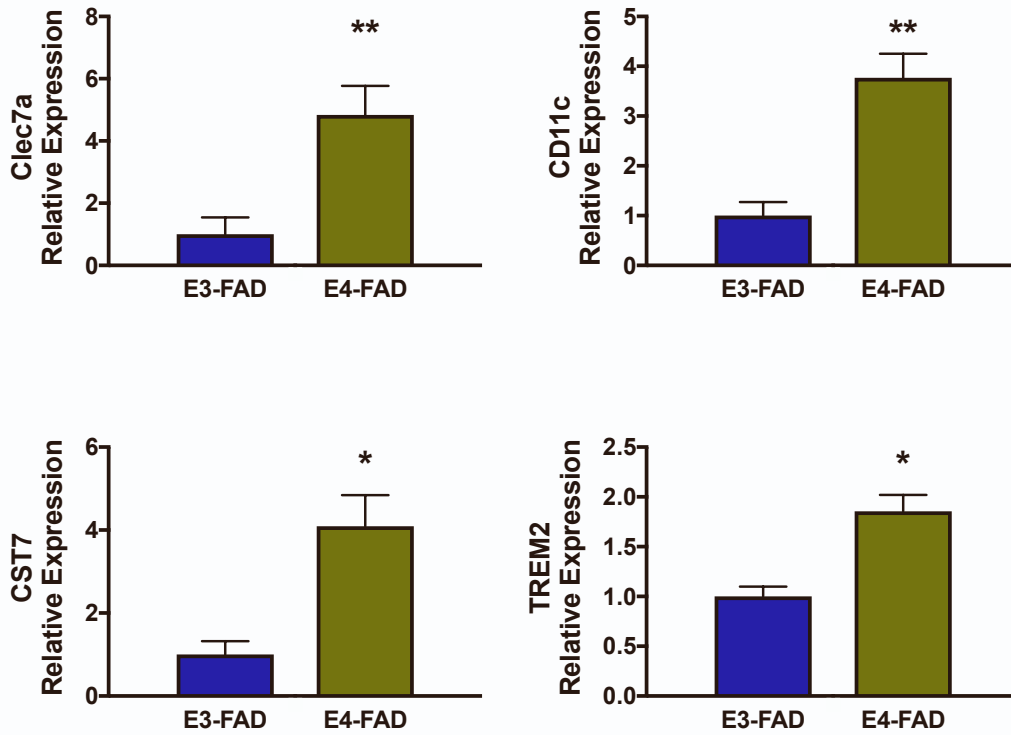 Clec7a
Relative Expression
8
6
4
2
0
**
E3-FAD
E4-FAD
CD11c
Relative Expression
5
4
3
2
1
0
**
E3-FAD
E4-FAD
CST7
Relative Expression
6
4
2
0
*
E3-FAD
E4-FAD
TREM2
Relative Expression
2.5
2.0
1.5
1.0
0.5
0.0
*
E3-FAD
E4-FAD